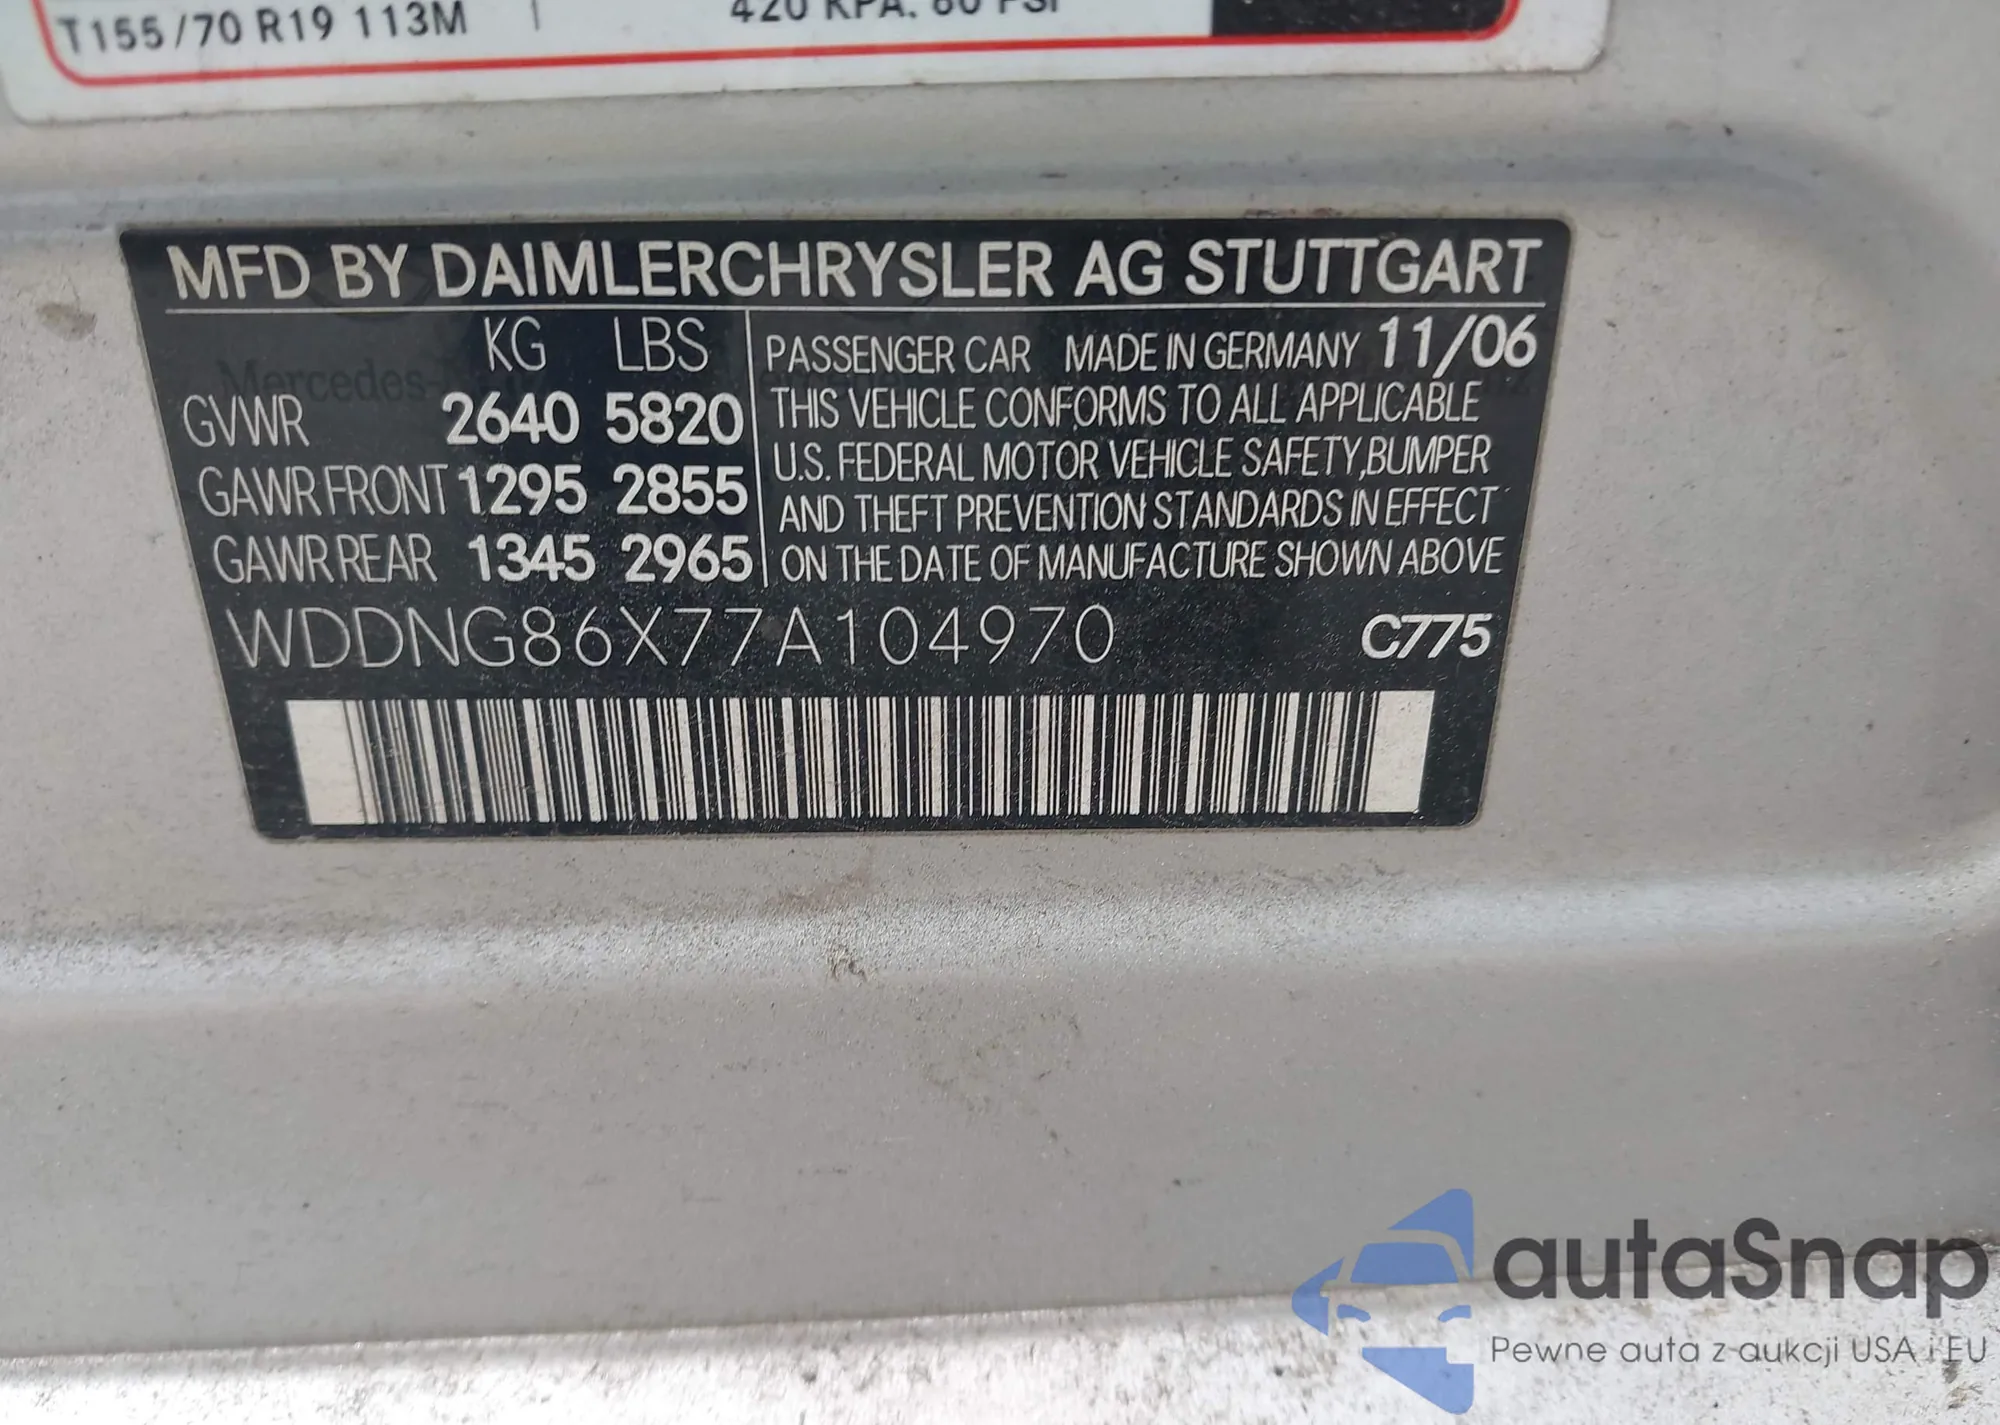 T155/70 R19 113M 420 KPA. 60 PSI
MFD BY DAIMLERCHRYSLER AG STUTTGART
KG LBS
GVWR 2640 5820
GAWR FRONT 1295 2855
GAWR REAR 1345 2965
PASSENGER CAR MADE IN GERMANY 11/06
THIS VEHICLE CONFORMS TO ALL APPLICABLE
U.S. FEDERAL MOTOR VEHICLE SAFETY, BUMPER
AND THEFT PREVENTION STANDARDS IN EFFECT
ON THE DATE OF MANUFACTURE SHOWN ABOVE
WDDNG86X77A104970 C775
autaSnap
Pewne auta z aukcji USA i EU